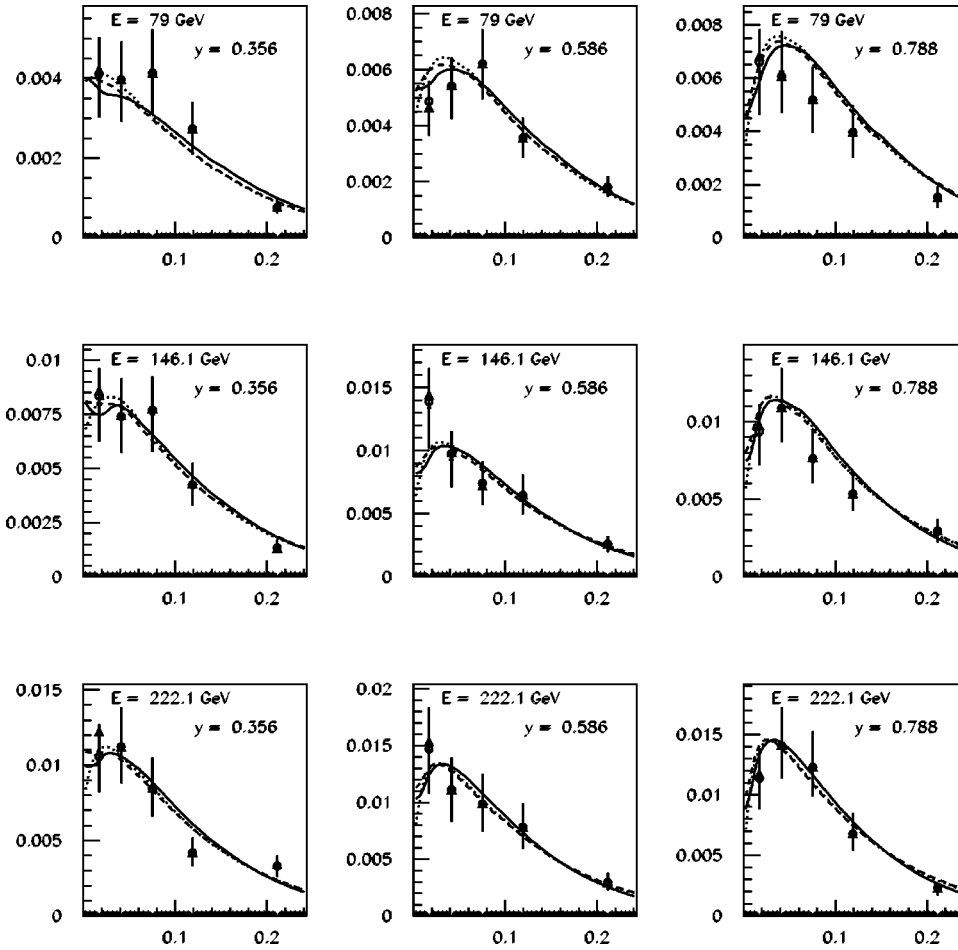 E = 79 GeV
y = 0.356
0.004
0.002
0
0.1 0.2
E = 79 GeV
y = 0.586
0.008
0.006
0.004
0.002
0
0.1 0.2
E = 79 GeV
y = 0.788
0.008
0.006
0.004
0.002
0
0.1 0.2
E = 146.1 GeV
y = 0.356
0.01
0.0075
0.005
0.0025
0
0.1 0.2
E = 146.1 GeV
y = 0.586
0.015
0.01
0.005
0
0.1 0.2
E = 146.1 GeV
y = 0.788
0.01
0.005
0
0.1 0.2
E = 222.1 GeV
y = 0.356
0.015
0.01
0.005
0
0.1 0.2
E = 222.1 GeV
y = 0.586
0.02
0.015
0.01
0.005
0
0.1 0.2
E = 222.1 GeV
y = 0.788
0.015
0.01
0.005
0
0.1 0.2